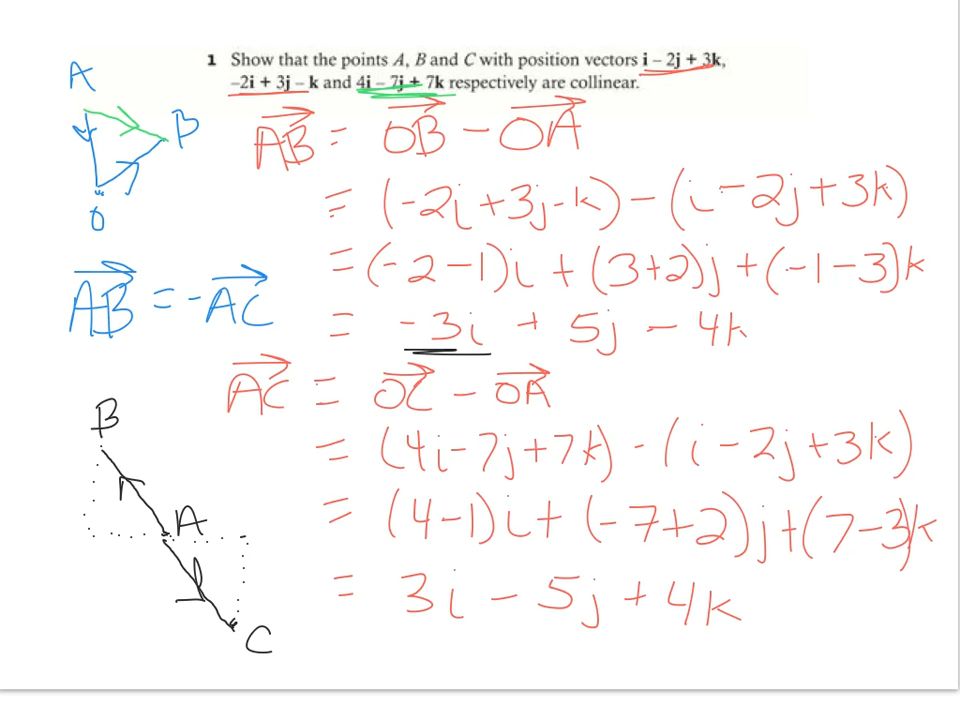 1 Show that the points A, B and C with position vectors i – 2j + 3k,
–2i + 3j – k and 4i – 7j + 7k respectively are collinear.
A
B
O
AB = OB - OA
= (-2i+3j-k) - (i-2j+3k)
= (-2-1)i + (3+2)j + (-1-3)k
AB = -AC
= -3i + 5j - 4k
AC = OC - OA
B
= (4i-7j+7k) - (i-2j+3k)
A
= (4-1)i + (-7+2)j + (7-3)k
= 3i - 5j + 4k
C